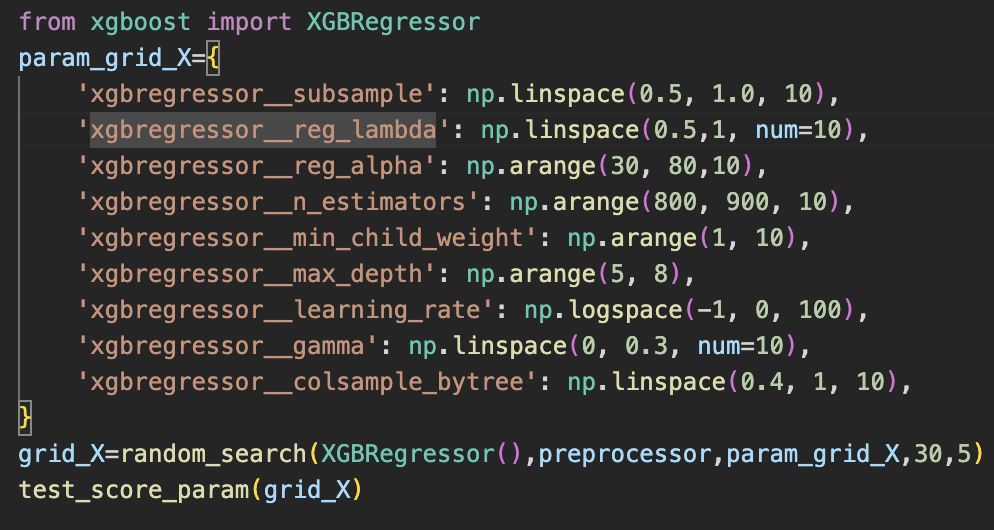 from xgboost import XGBRegressor
param_grid_X={
    'xgbregressor__subsample': np.linspace(0.5, 1.0, 10),
    'xgbregressor__reg_lambda': np.linspace(0.5,1, num=10),
    'xgbregressor__reg_alpha': np.arange(30, 80,10),
    'xgbregressor__n_estimators': np.arange(800, 900, 10),
    'xgbregressor__min_child_weight': np.arange(1, 10),
    'xgbregressor__max_depth': np.arange(5, 8),
    'xgbregressor__learning_rate': np.logspace(-1, 0, 100),
    'xgbregressor__gamma': np.linspace(0, 0.3, num=10),
    'xgbregressor__colsample_bytree': np.linspace(0.4, 1, 10),
}
grid_X=random_search(XGBRegressor(),preprocessor,param_grid_X,30,5)
test_score_param(grid_X)